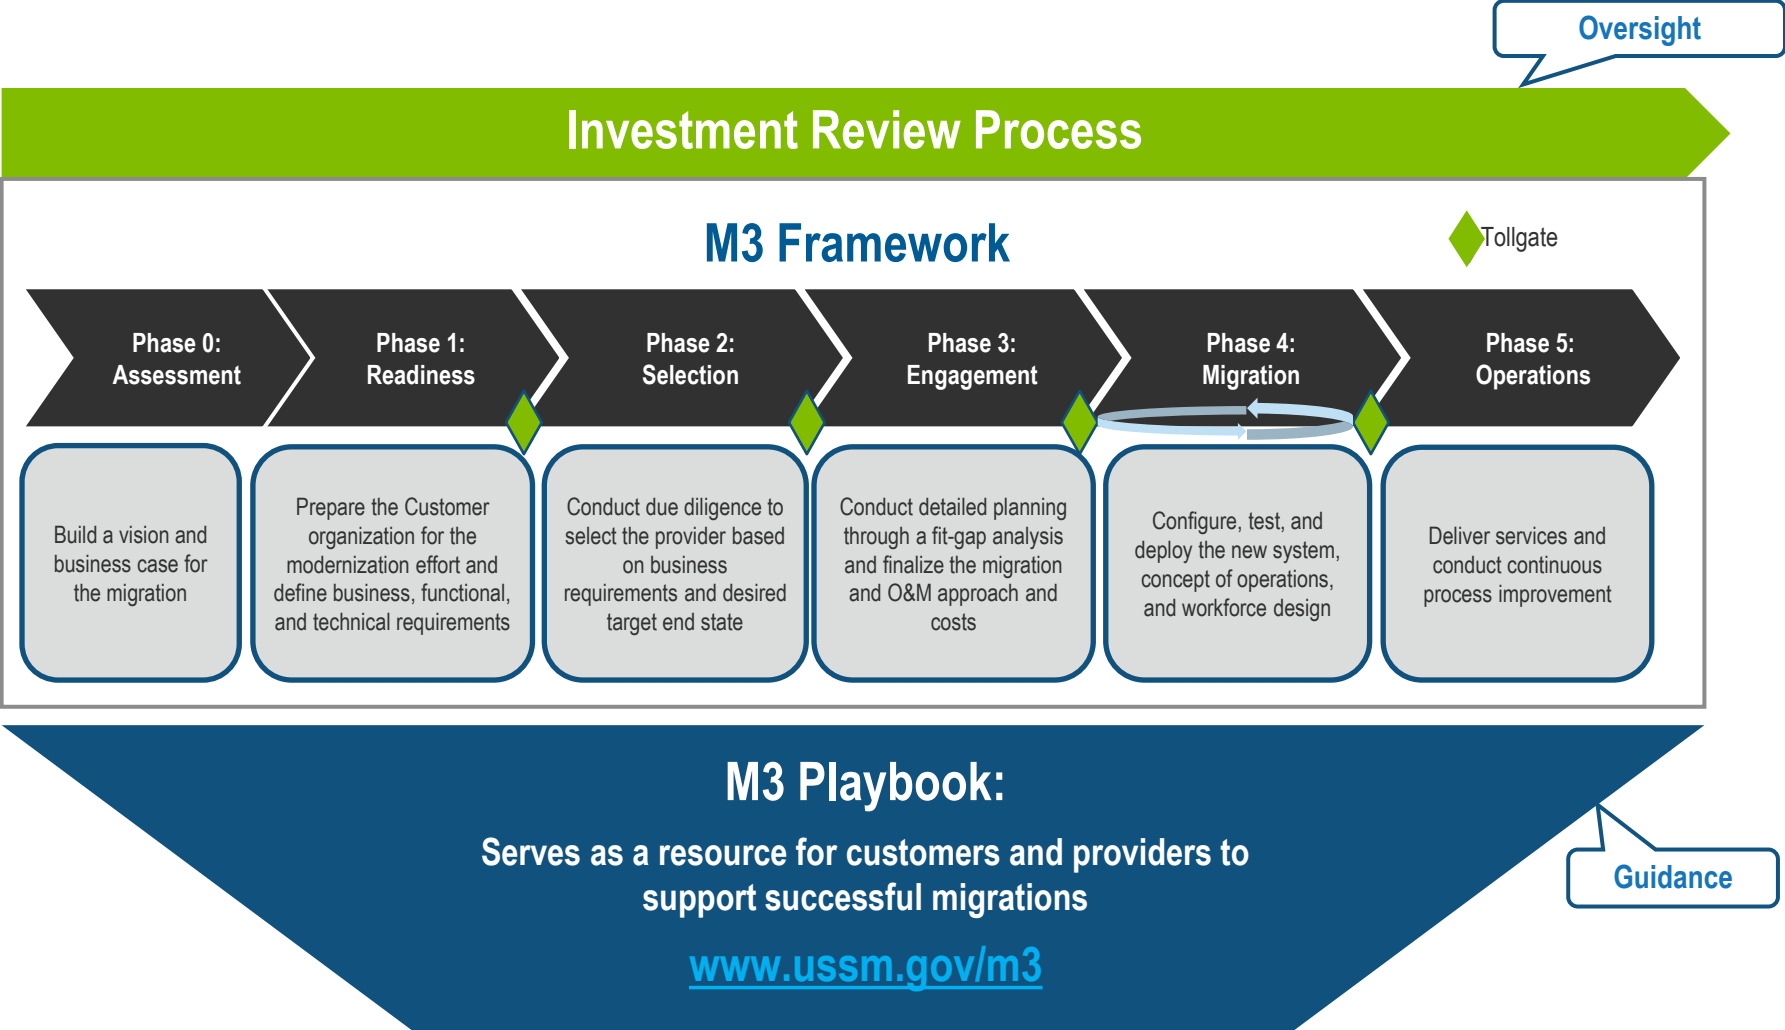 Oversight
Investment Review Process
M3 Framework
Tollgate
Phase 0:
Assessment
Phase 1:
Readiness
Phase 2:
Selection
Phase 3:
Engagement
Phase 4:
Migration
Phase 5:
Operations
Build a vision and
business case for
the migration
Prepare the Customer
organization for the
modernization effort and
define business, functional,
and technical requirements
Conduct due diligence to
select the provider based
on business
requirements and desired
target end state
Conduct detailed planning
through a fit-gap analysis
and finalize the migration
and O&M approach and
costs
Configure, test, and
deploy the new system,
concept of operations,
and workforce design
Deliver services and
conduct continuous
process improvement
M3 Playbook:
Serves as a resource for customers and providers to
support successful migrations
www.ussm.gov/m3
Guidance